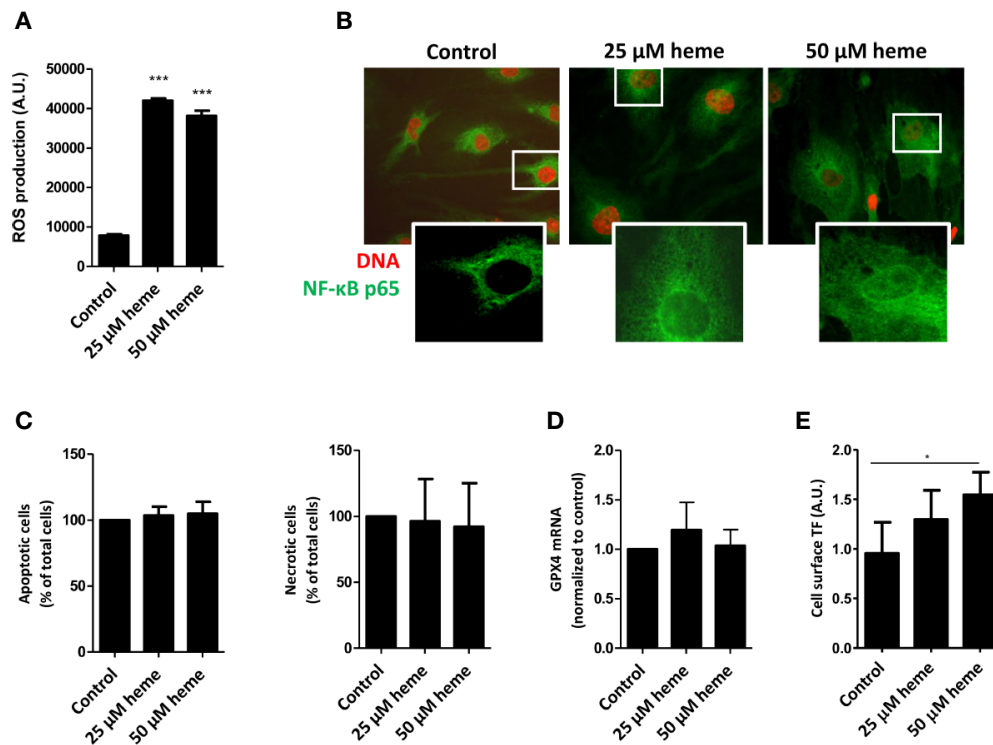 A
ROS production (A.U.)
50000
40000
30000
20000
10000
0
***
***
Control
25 µM heme
50 µM heme
B
Control
25 µM heme
50 µM heme
DNA
NF-κB p65
C
Apoptotic cells
(% of total cells)
150
100
50
0
Control
25 µM heme
50 µM heme
Necrotic cells
(% of total cells)
150
100
50
0
Control
25 µM heme
50 µM heme
D
GPX4 mRNA
(normalized to control)
2.0
1.5
1.0
0.5
0.0
Control
25 µM heme
50 µM heme
E
Cell surface TF (A.U.)
2.0
1.5
1.0
0.5
0.0
*
Control
25 µM heme
50 µM heme